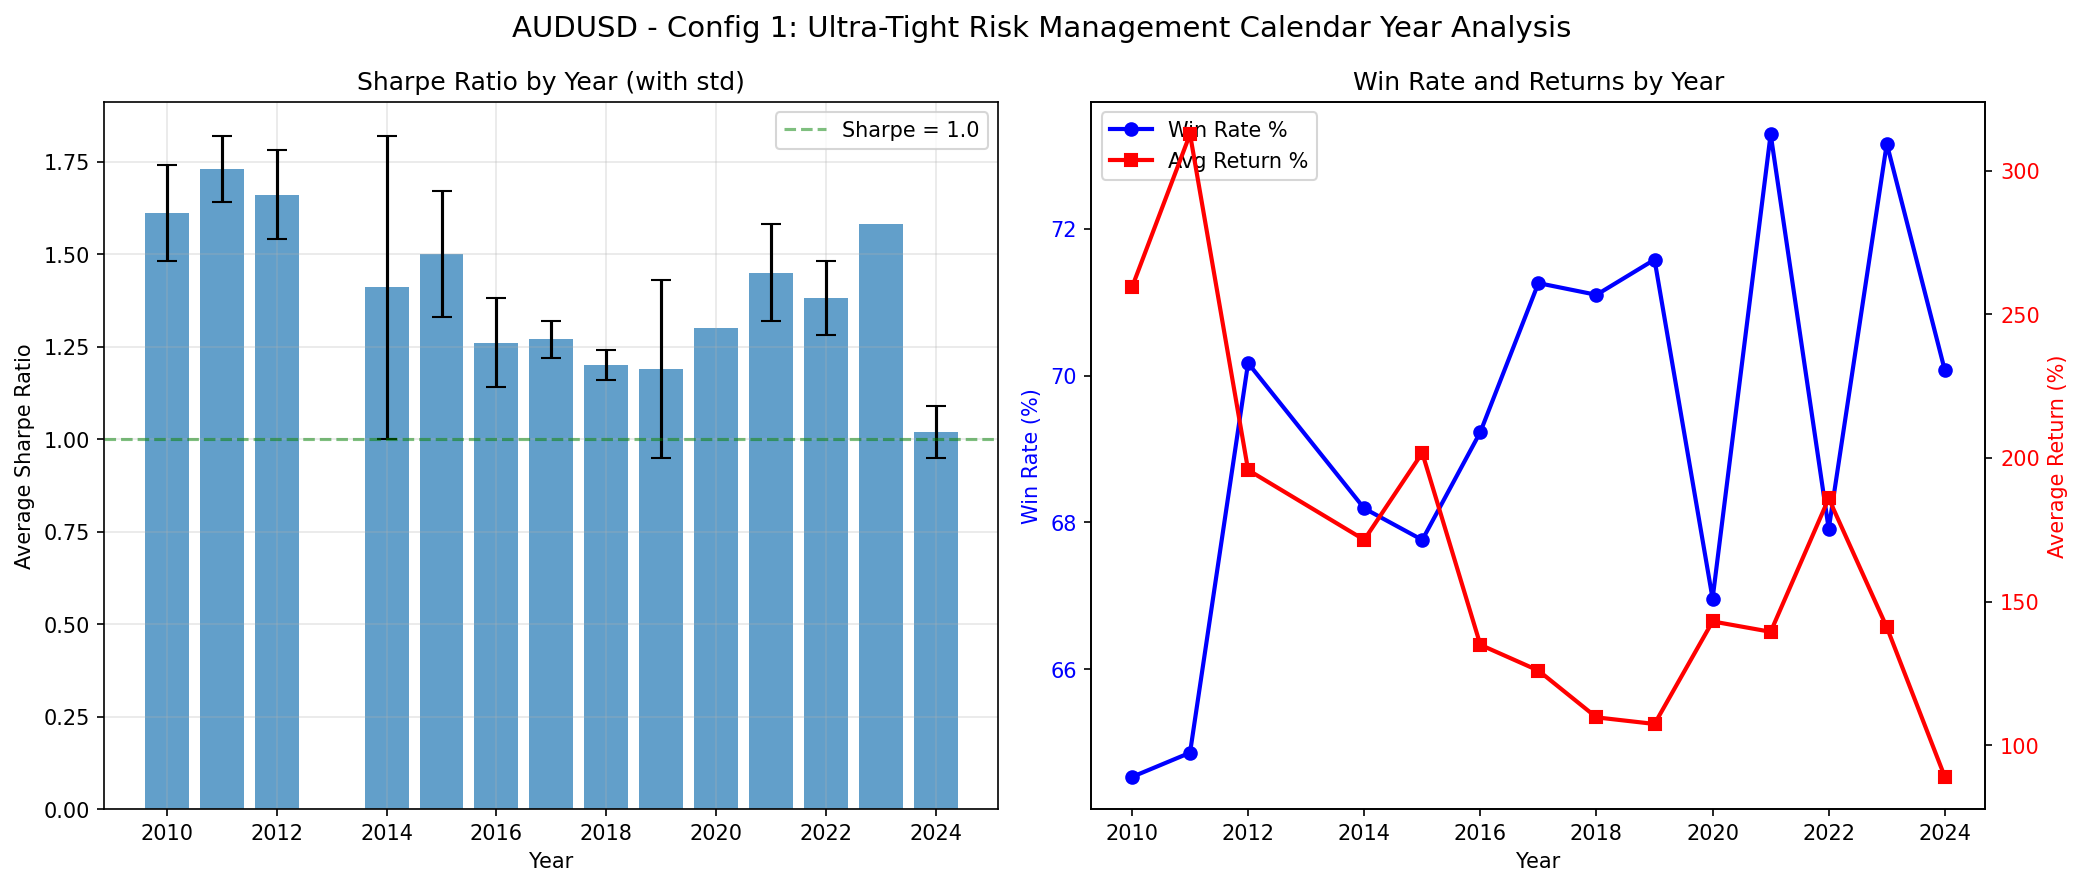 AUDUSD - Config 1: Ultra-Tight Risk Management Calendar Year Analysis
Sharpe Ratio by Year (with std)
Sharpe = 1.0
Average Sharpe Ratio
1.75
1.50
1.25
1.00
0.75
0.50
0.25
0.00
2010 2012 2014 2016 2018 2020 2022 2024
Year
Win Rate and Returns by Year
Win Rate %
Avg Return %
Win Rate (%)
72
70
68
66
300
250
200
150
100
Average Return (%)
2010 2012 2014 2016 2018 2020 2022 2024
Year